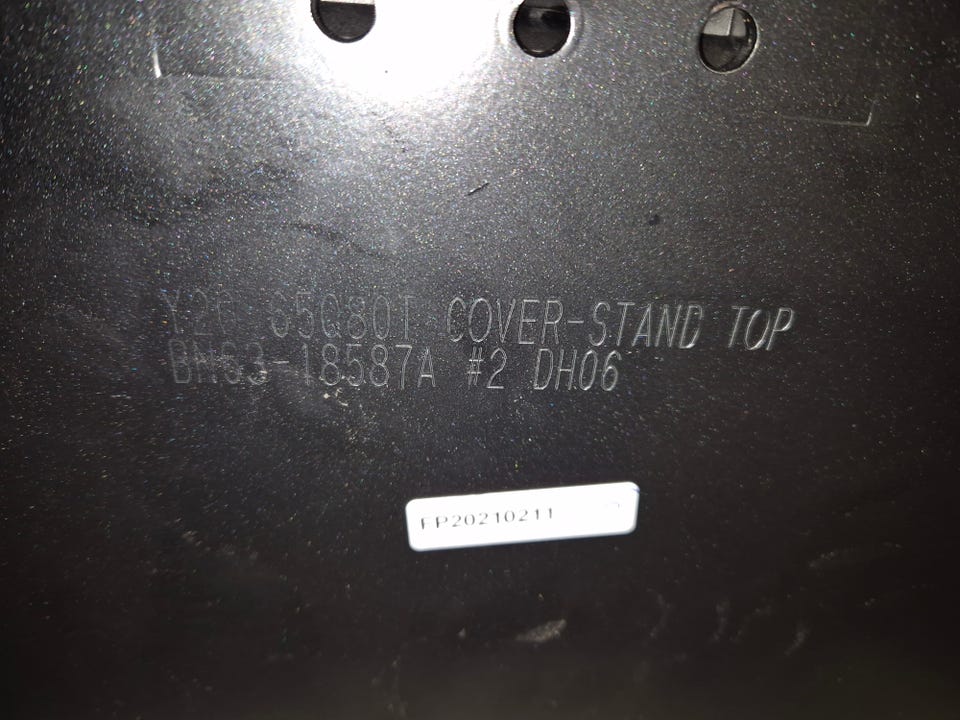 Y20 65Q80T COVER-STAND TOP
BN63-18587A #2 DH06
FP20210211